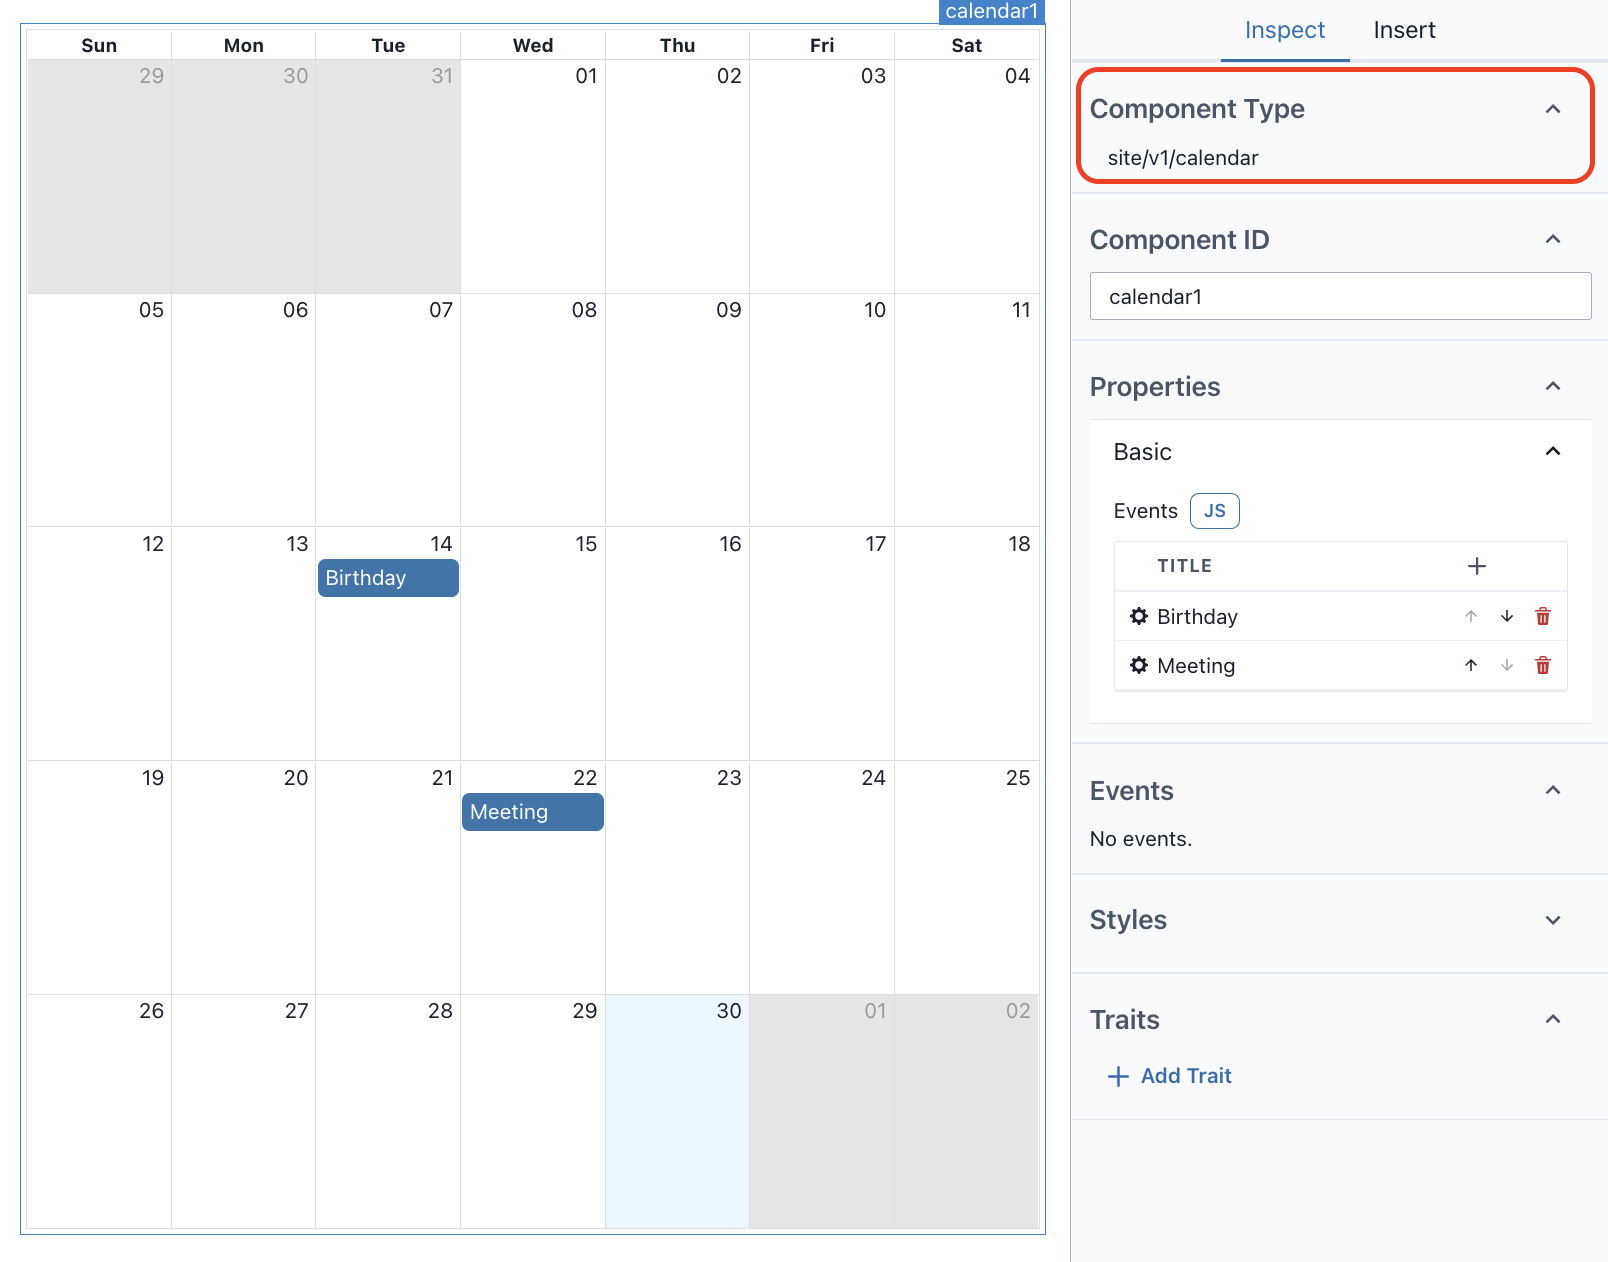 calendar1
Sun Mon Tue Wed Thu Fri Sat
29 30 31 01 02 03 04
05 06 07 08 09 10 11
12 13 14 15 16 17 18
Birthday
19 20 21 22 23 24 25
Meeting
26 27 28 29 30 01 02
Inspect Insert
Component Type
site/v1/calendar
Component ID
calendar1
Properties
Basic
Events JS
TITLE
Birthday
Meeting
Events
No events.
Styles
Traits
Add Trait